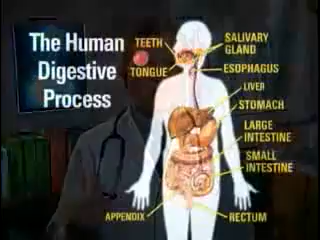 The Human
Digestive
Process
TEETH
TONGUE
SALIVARY
GLAND
ESOPHAGUS
LIVER
STOMACH
LARGE
INTESTINE
SMALL
INTESTINE
APPENDIX
RECTUM